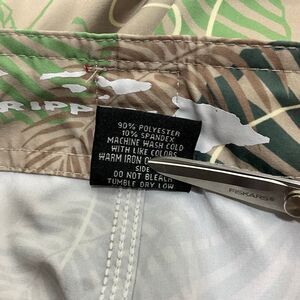 RIPP
90% POLYESTER
10% SPANDEX
MACHINE WASH COLD
WITH LIKE COLORS
WARM IRON
SIDE
DO NOT BLEACH
TUMBLE DRY LOW
FISKARS